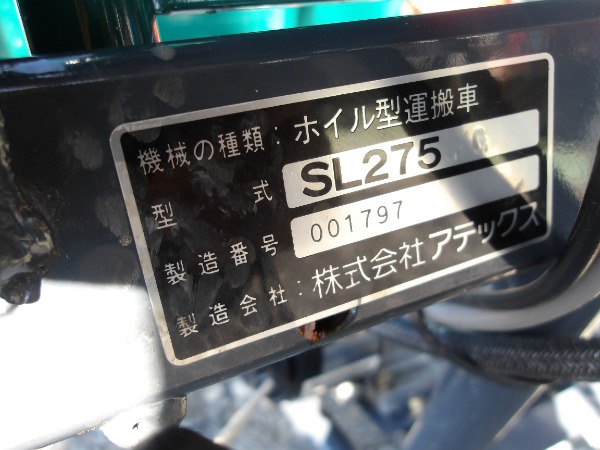 機械の種類：ホイル型運搬車
型　式 SL275
製造番号 001797
製造会社：株式会社アテックス